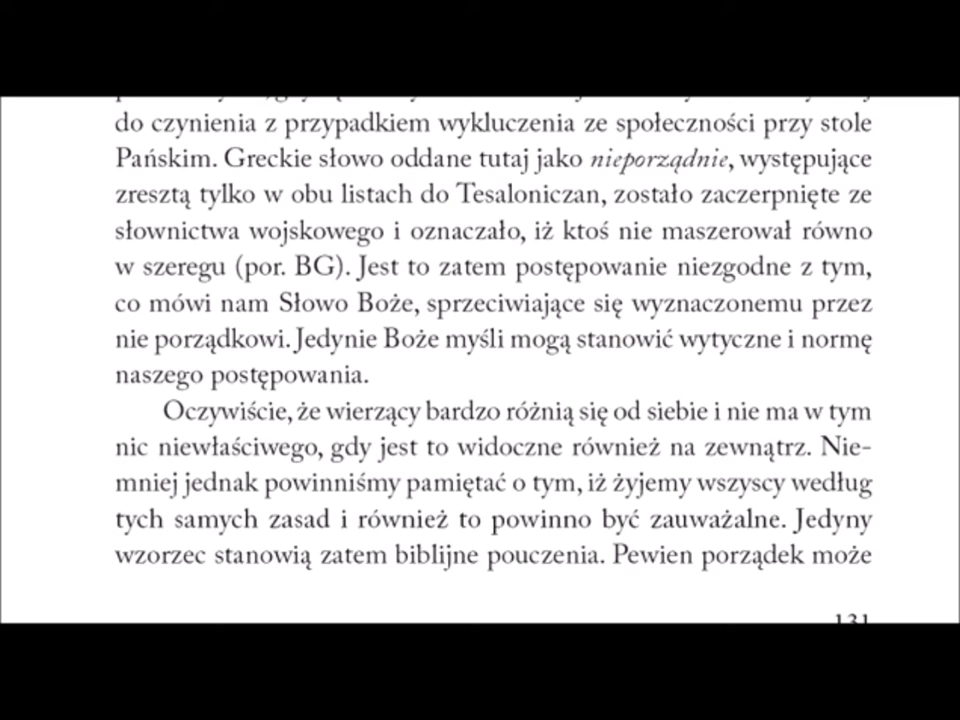 do czynienia z przypadkiem wykluczenia ze społeczności przy stole
Pańskim. Greckie słowo oddane tutaj jako nieporządnie, występujące
zresztą tylko w obu listach do Tesaloniczan, zostało zaczerpnięte ze
słownictwa wojskowego i oznaczało, iż ktoś nie maszerował równo
w szeregu (por. BG). Jest to zatem postępowanie niezgodne z tym,
co mówi nam Słowo Boże, sprzeciwiające się wyznaczonemu przez
nie porządkowi. Jedynie Boże myśli mogą stanowić wytyczne i normę
naszego postępowania.
Oczywiście, że wierzący bardzo różnią się od siebie i nie ma w tym
nic niewłaściwego, gdy jest to widoczne również na zewnątrz. Nie-
mniej jednak powinniśmy pamiętać o tym, iż żyjemy wszyscy według
tych samych zasad i również to powinno być zauważalne. Jedyny
wzorzec stanowią zatem biblijne pouczenia. Pewien porządek może
131